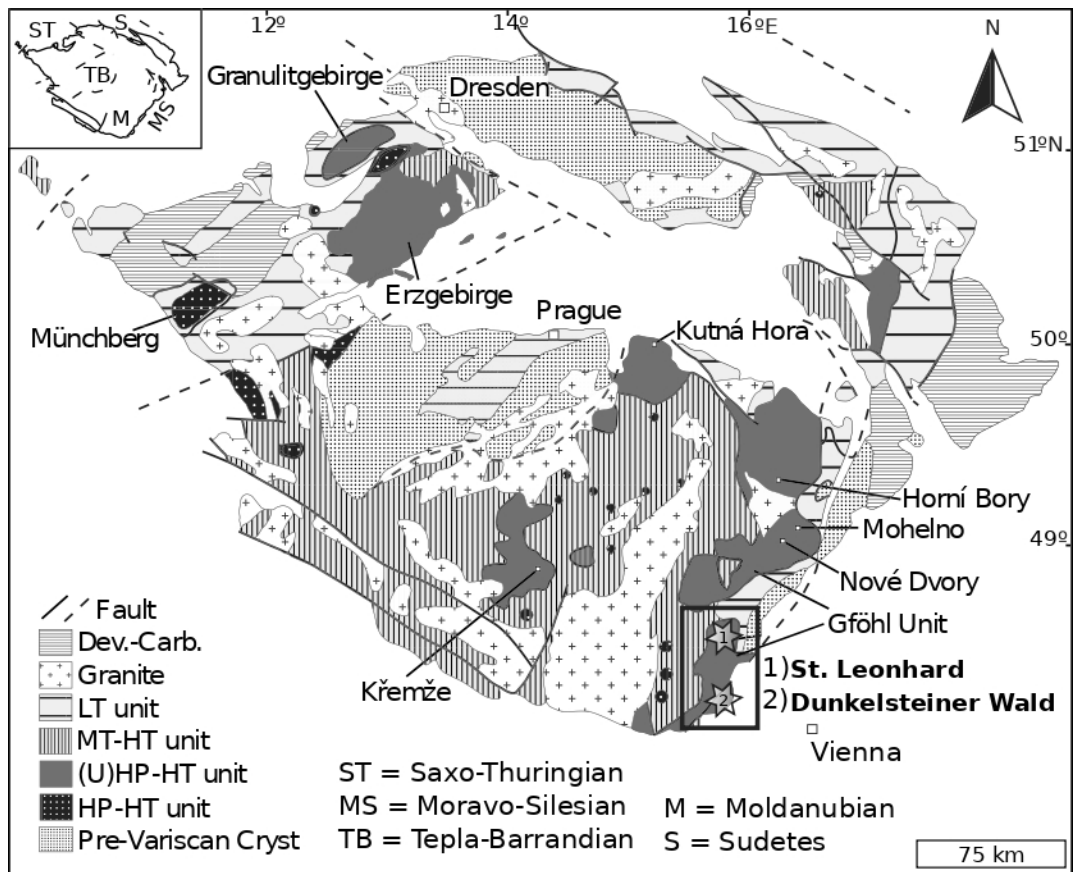 12º 14º 16ºE
ST S
TB
M MS
N
Granulitgebirge
Dresden
51ºN
Erzgebirge
Prague
Münchberg
Kutná Hora
50º
Horní Bory
Mohelno
49º
Nové Dvory
Gföhl Unit
Křemže
1
2
1) St. Leonhard
2) Dunkelsteiner Wald
Vienna
Fault
Dev.-Carb.
Granite
LT unit
MT-HT unit
(U)HP-HT unit
HP-HT unit
Pre-Variscan Cryst
ST = Saxo-Thuringian
MS = Moravo-Silesian
TB = Tepla-Barrandian
M = Moldanubian
S = Sudetes
75 km